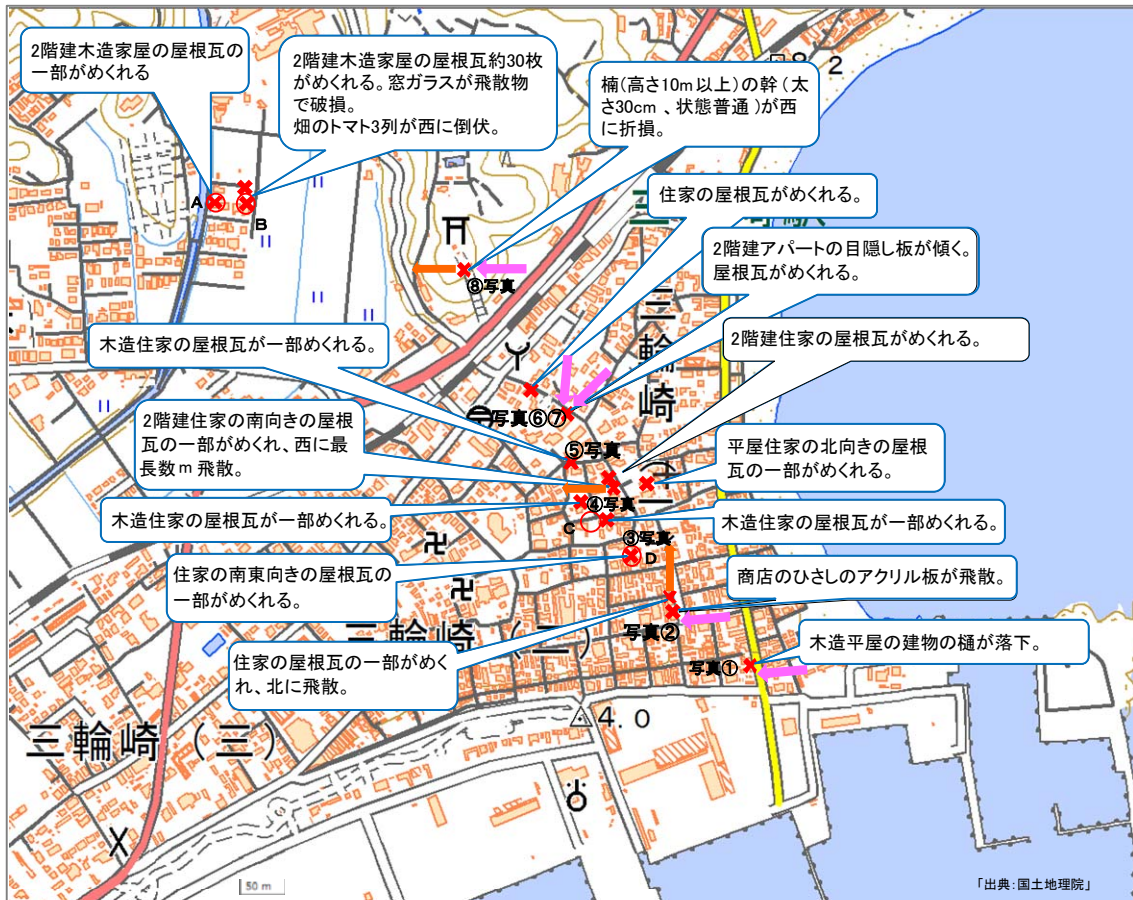 2階建木造家屋の屋根瓦の
一部がめくれる
2階建木造家屋の屋根瓦約30枚
がめくれる。窓ガラスが飛散物
で破損。
畑のトマト3列が西に倒伏。
楠(高さ10m以上)の幹(太
さ30cm 、状態普通 )が西
に折損。
8 2
住家の屋根瓦がめくれる。
A
B
⑧写真
2階建アパートの目隠し板が傾く。
屋根瓦がめくれる。
三輪崎(一)
木造住家の屋根瓦が一部めくれる。
2階建住家の屋根瓦がめくれる。
写真⑥⑦
2階建住家の南向きの屋根
瓦の一部がめくれ、西に最
長数m 飛散。
⑤写真
平屋住家の北向きの屋根
瓦の一部がめくれる。
木造住家の屋根瓦が一部めくれる。
④写真
C
木造住家の屋根瓦が一部めくれる。
③写真
D
住家の南東向きの屋根瓦の
一部がめくれる。
商店のひさしのアクリル板が飛散。
写真②
三輪崎(二)
住家の屋根瓦の一部がめく
れ、北に飛散。
木造平屋の建物の樋が落下。
写真①
4.0
三輪崎(三)
50 m
「出典:国土地理院」